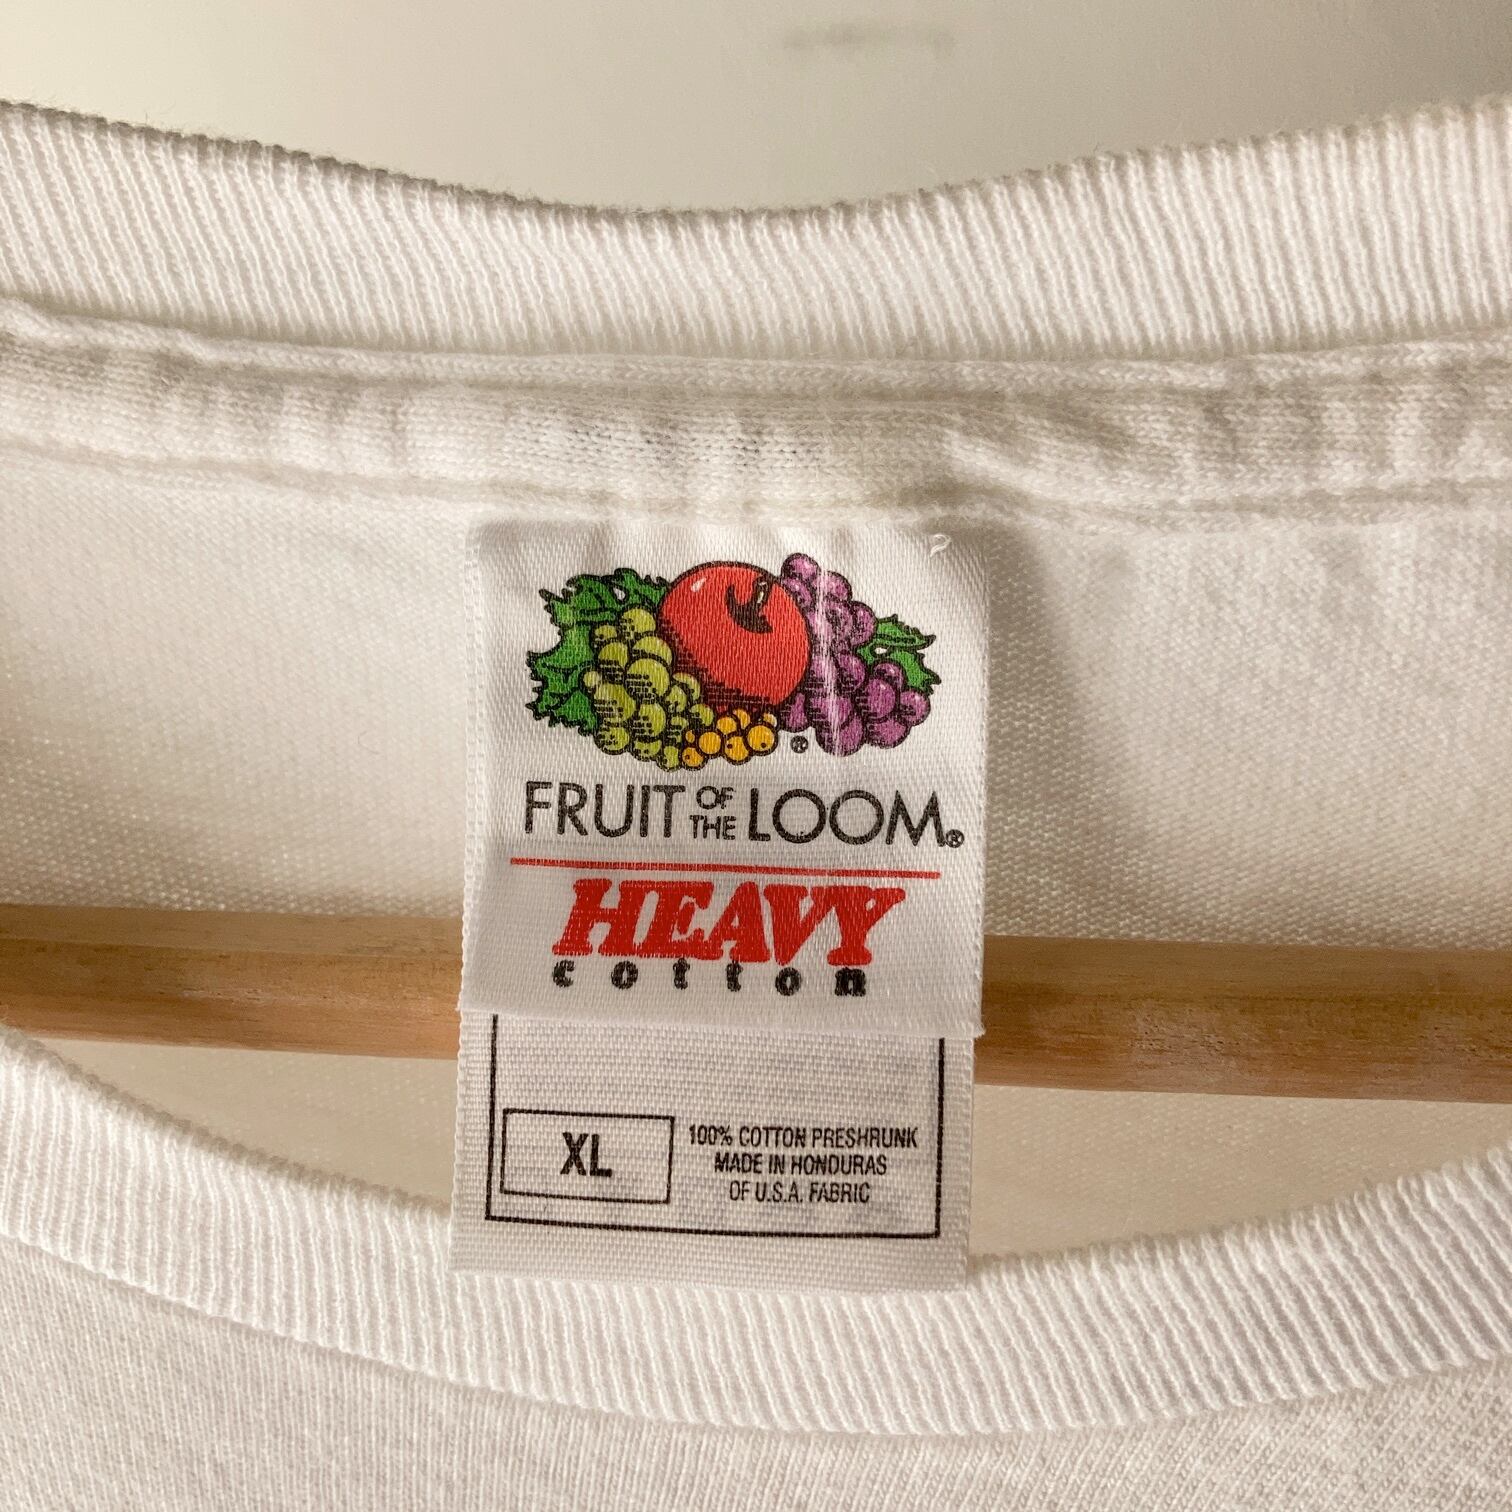 ®
FRUIT OF THE LOOM®
HEAVY
cotton
XL
100% COTTON PRESHRUNK
MADE IN HONDURAS
OF U.S.A. FABRIC